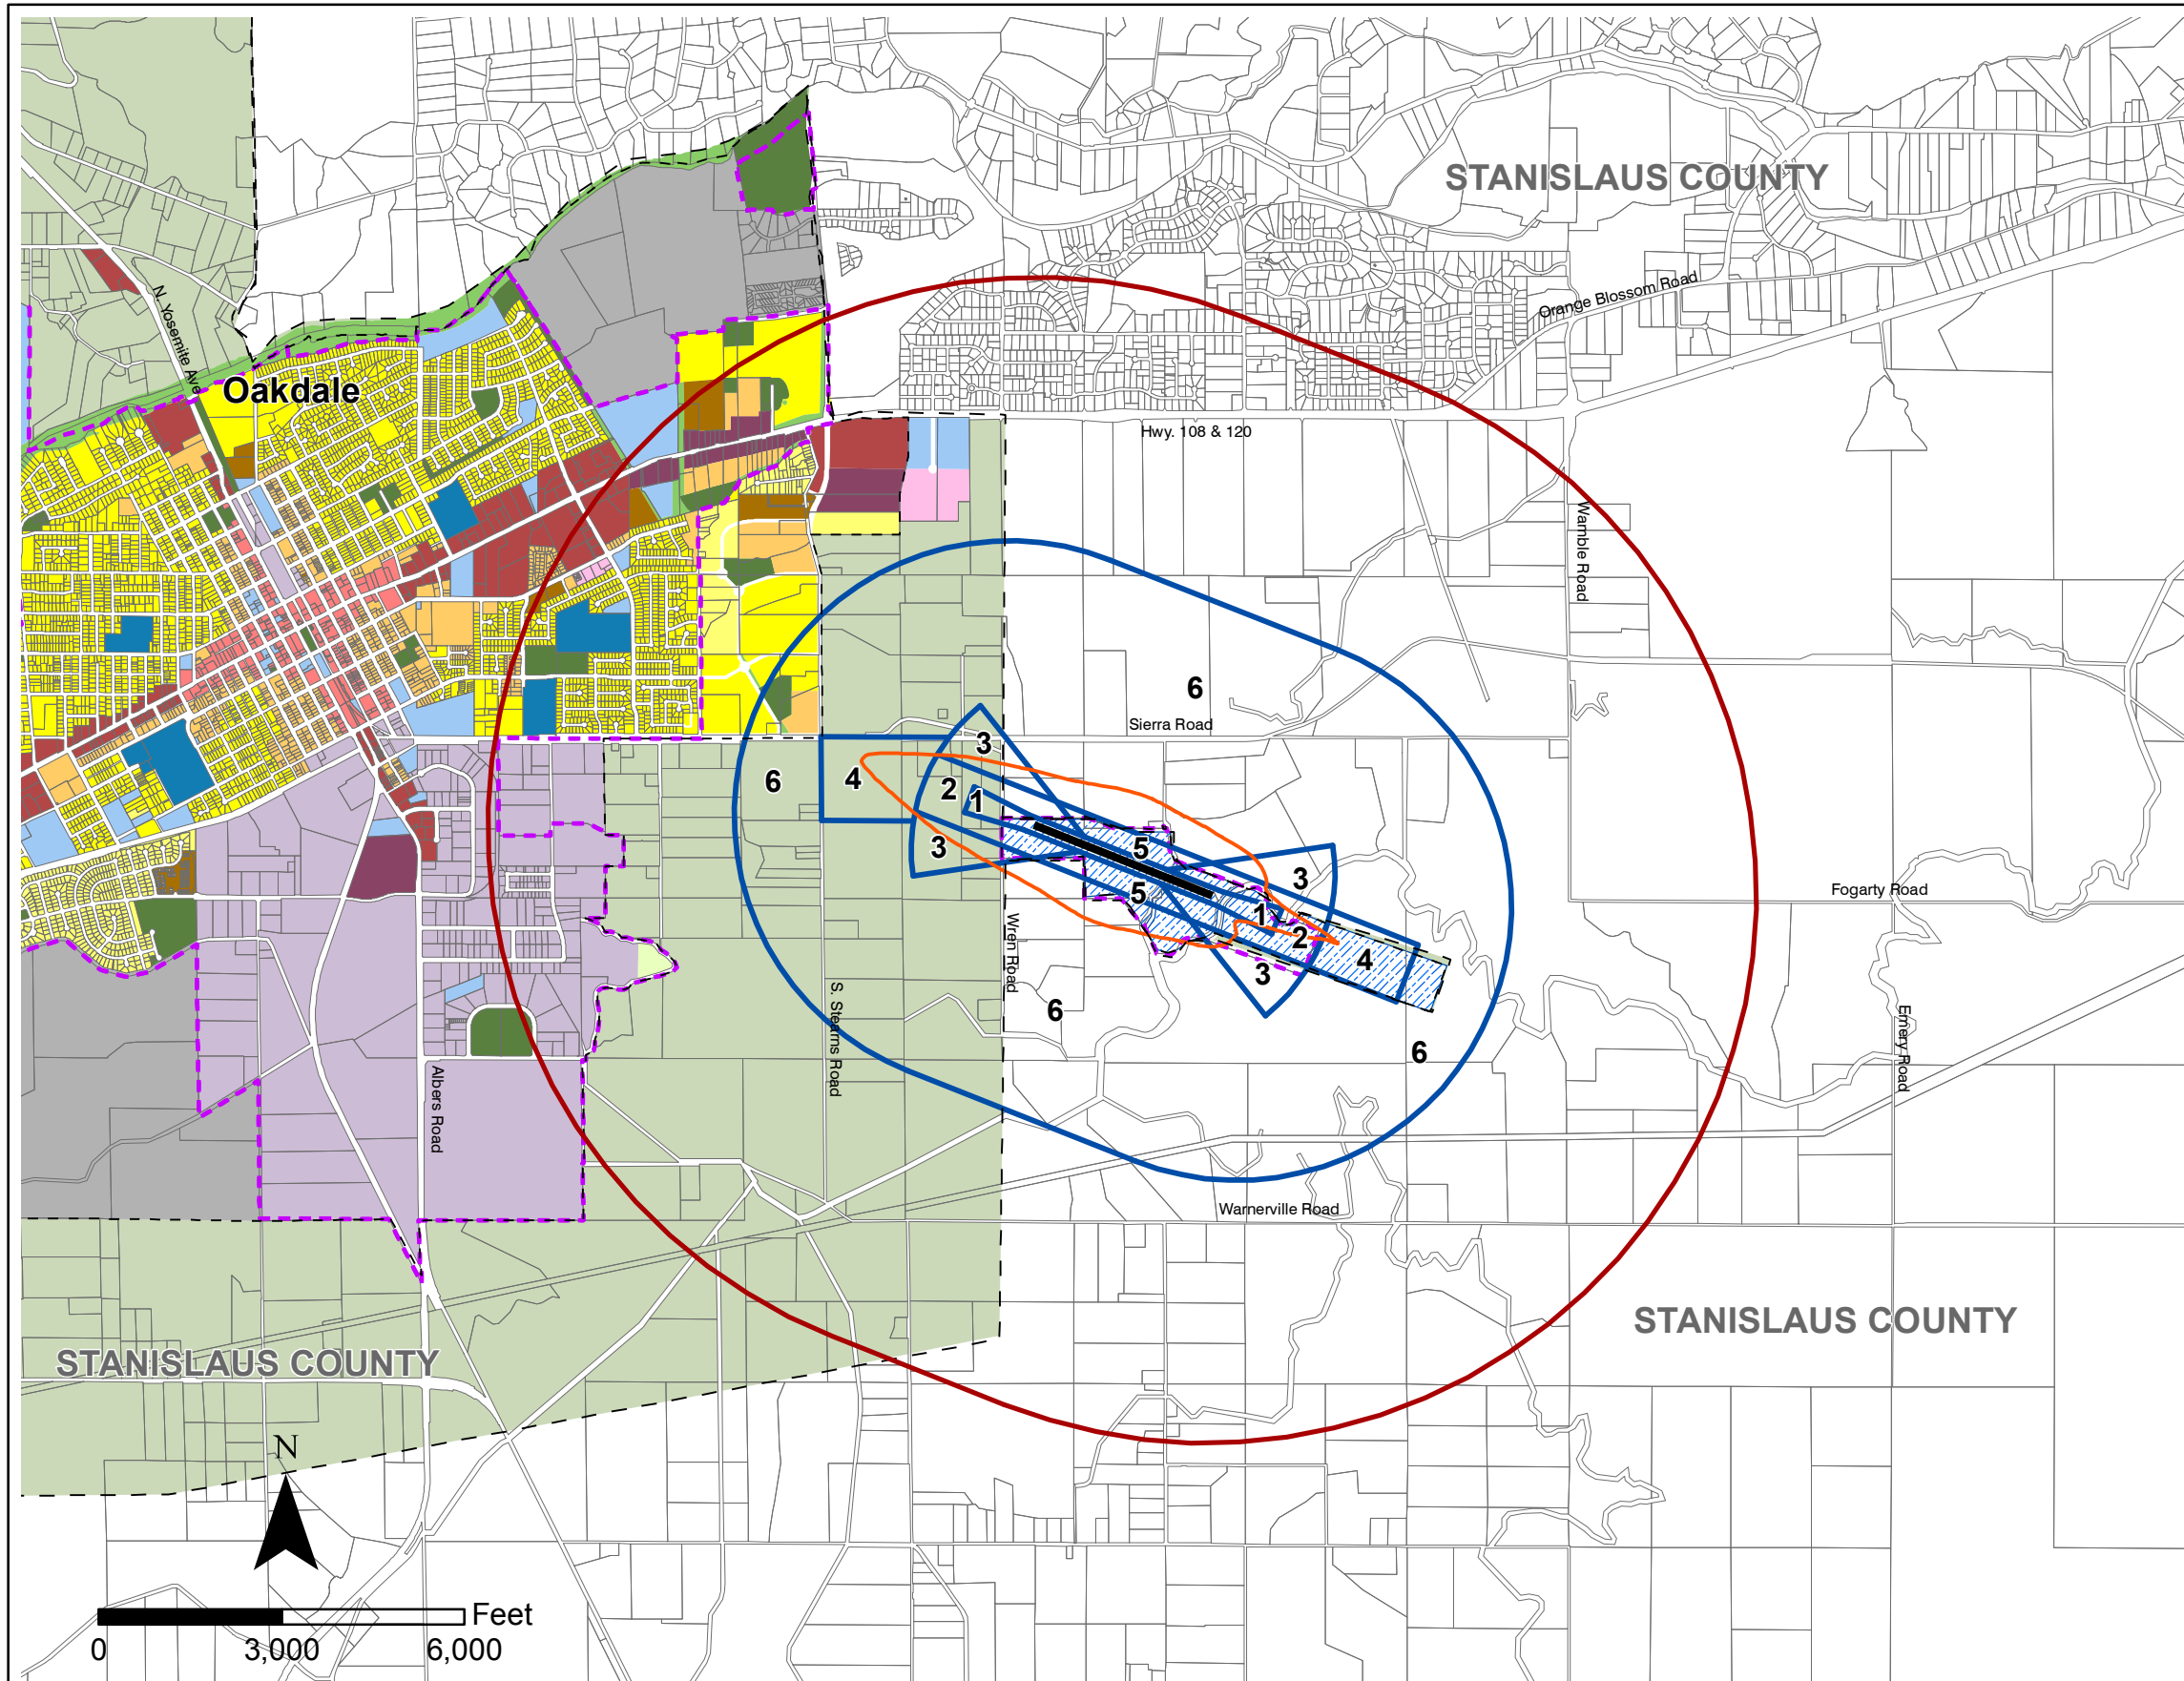 STANISLAUS COUNTY
Orange Blossom Road
N. Yosemite Ave
Oakdale
Hwy. 108 & 120
Wamble Road
6
Sierra Road
3
6
4
2
1
3
5
5
3
Fogarty Road
1
2
3
4
Wren Road
S. Stearns Road
6
6
Emery Road
Albers Road
Warnerville Road
STANISLAUS COUNTY
STANISLAUS COUNTY
N
Feet
0 3,000 6,000